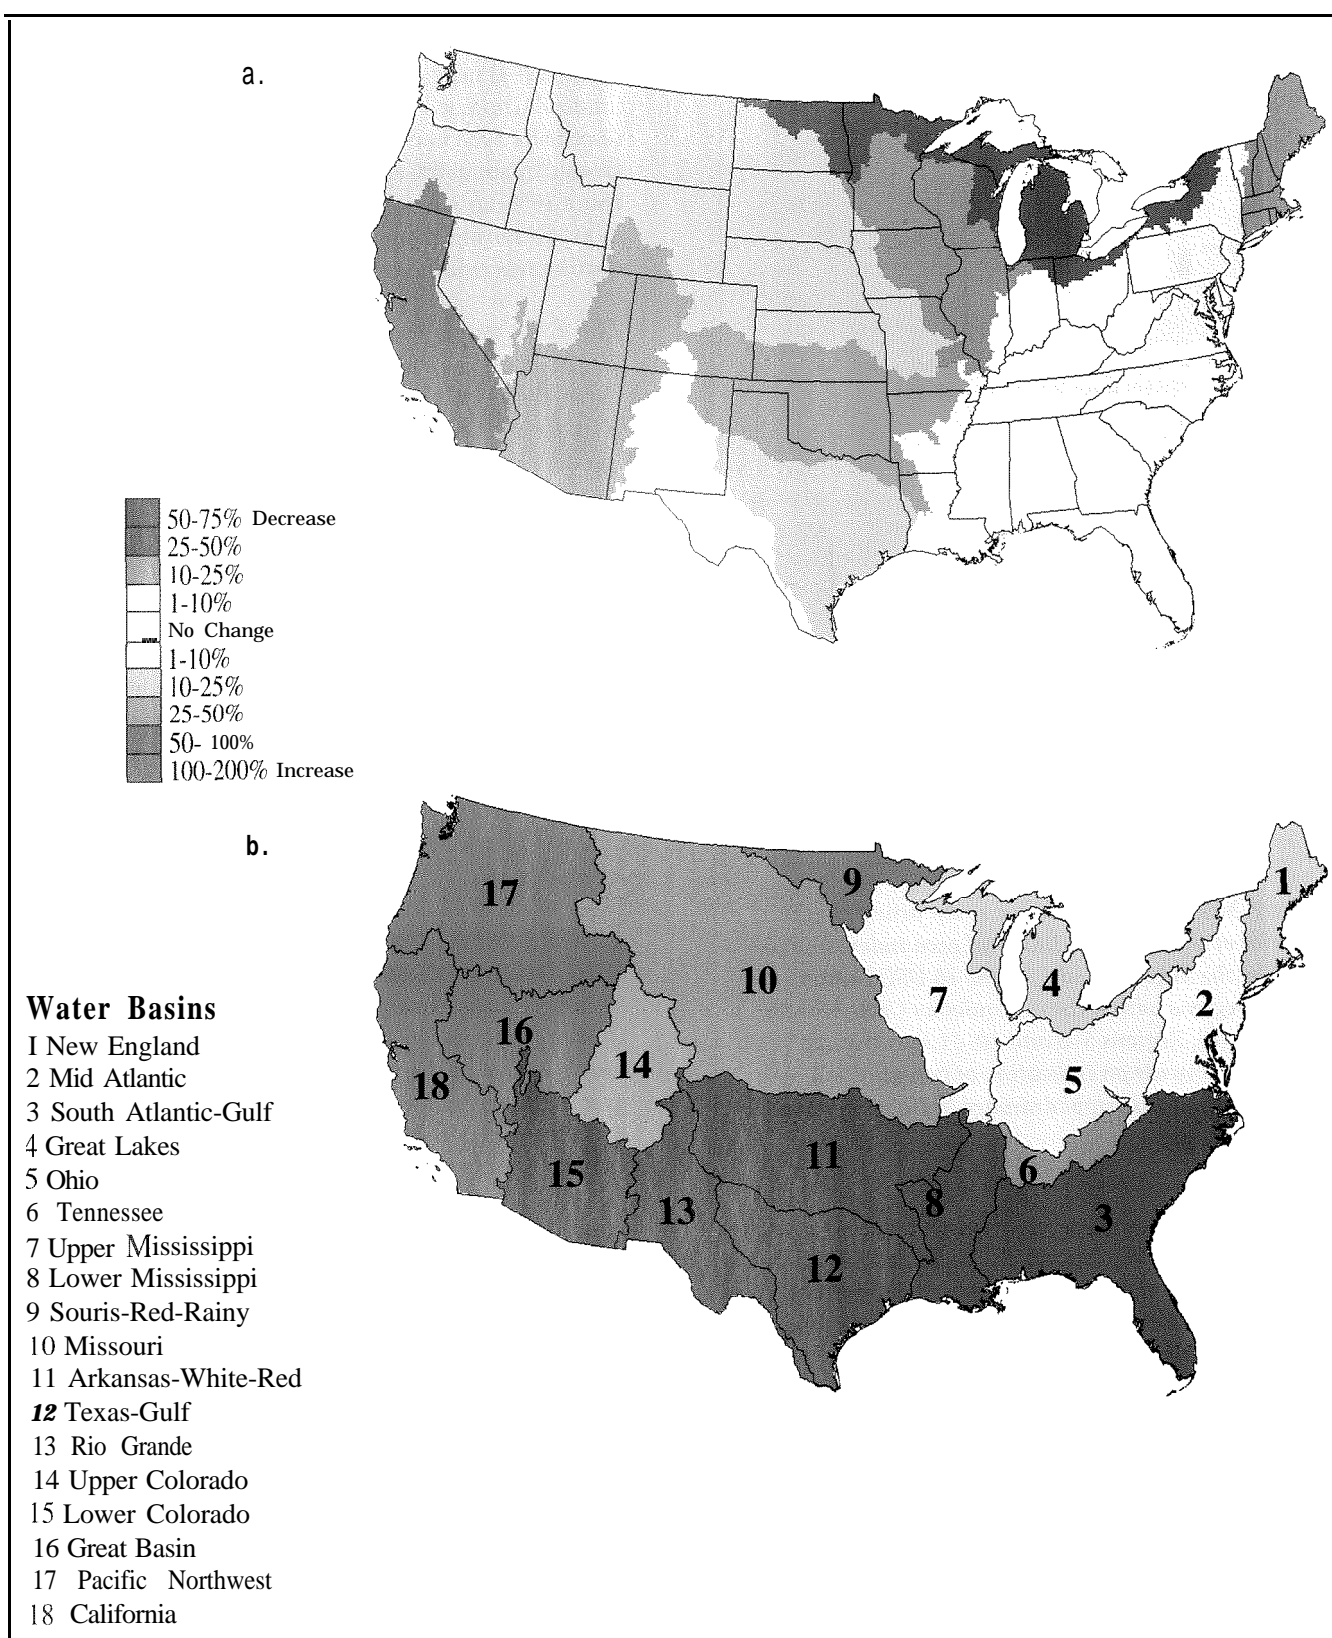 a.
50-75% Decrease
25-50%
10-25%
1-10%
No Change
1-10%
10-25%
25-50%
50- 100%
100-200% Increase
b.
Water Basins
I New England
2 Mid Atlantic
3 South Atlantic-Gulf
4 Great Lakes
5 Ohio
6 Tennessee
7 Upper Mississippi
8 Lower Mississippi
9 Souris-Red-Rainy
10 Missouri
11 Arkansas-White-Red
12 Texas-Gulf
13 Rio Grande
14 Upper Colorado
15 Lower Colorado
16 Great Basin
17 Pacific Northwest
18 California
1
9
17
10
4
7
2
16
14
5
18
11
15
6
8
13
3
12